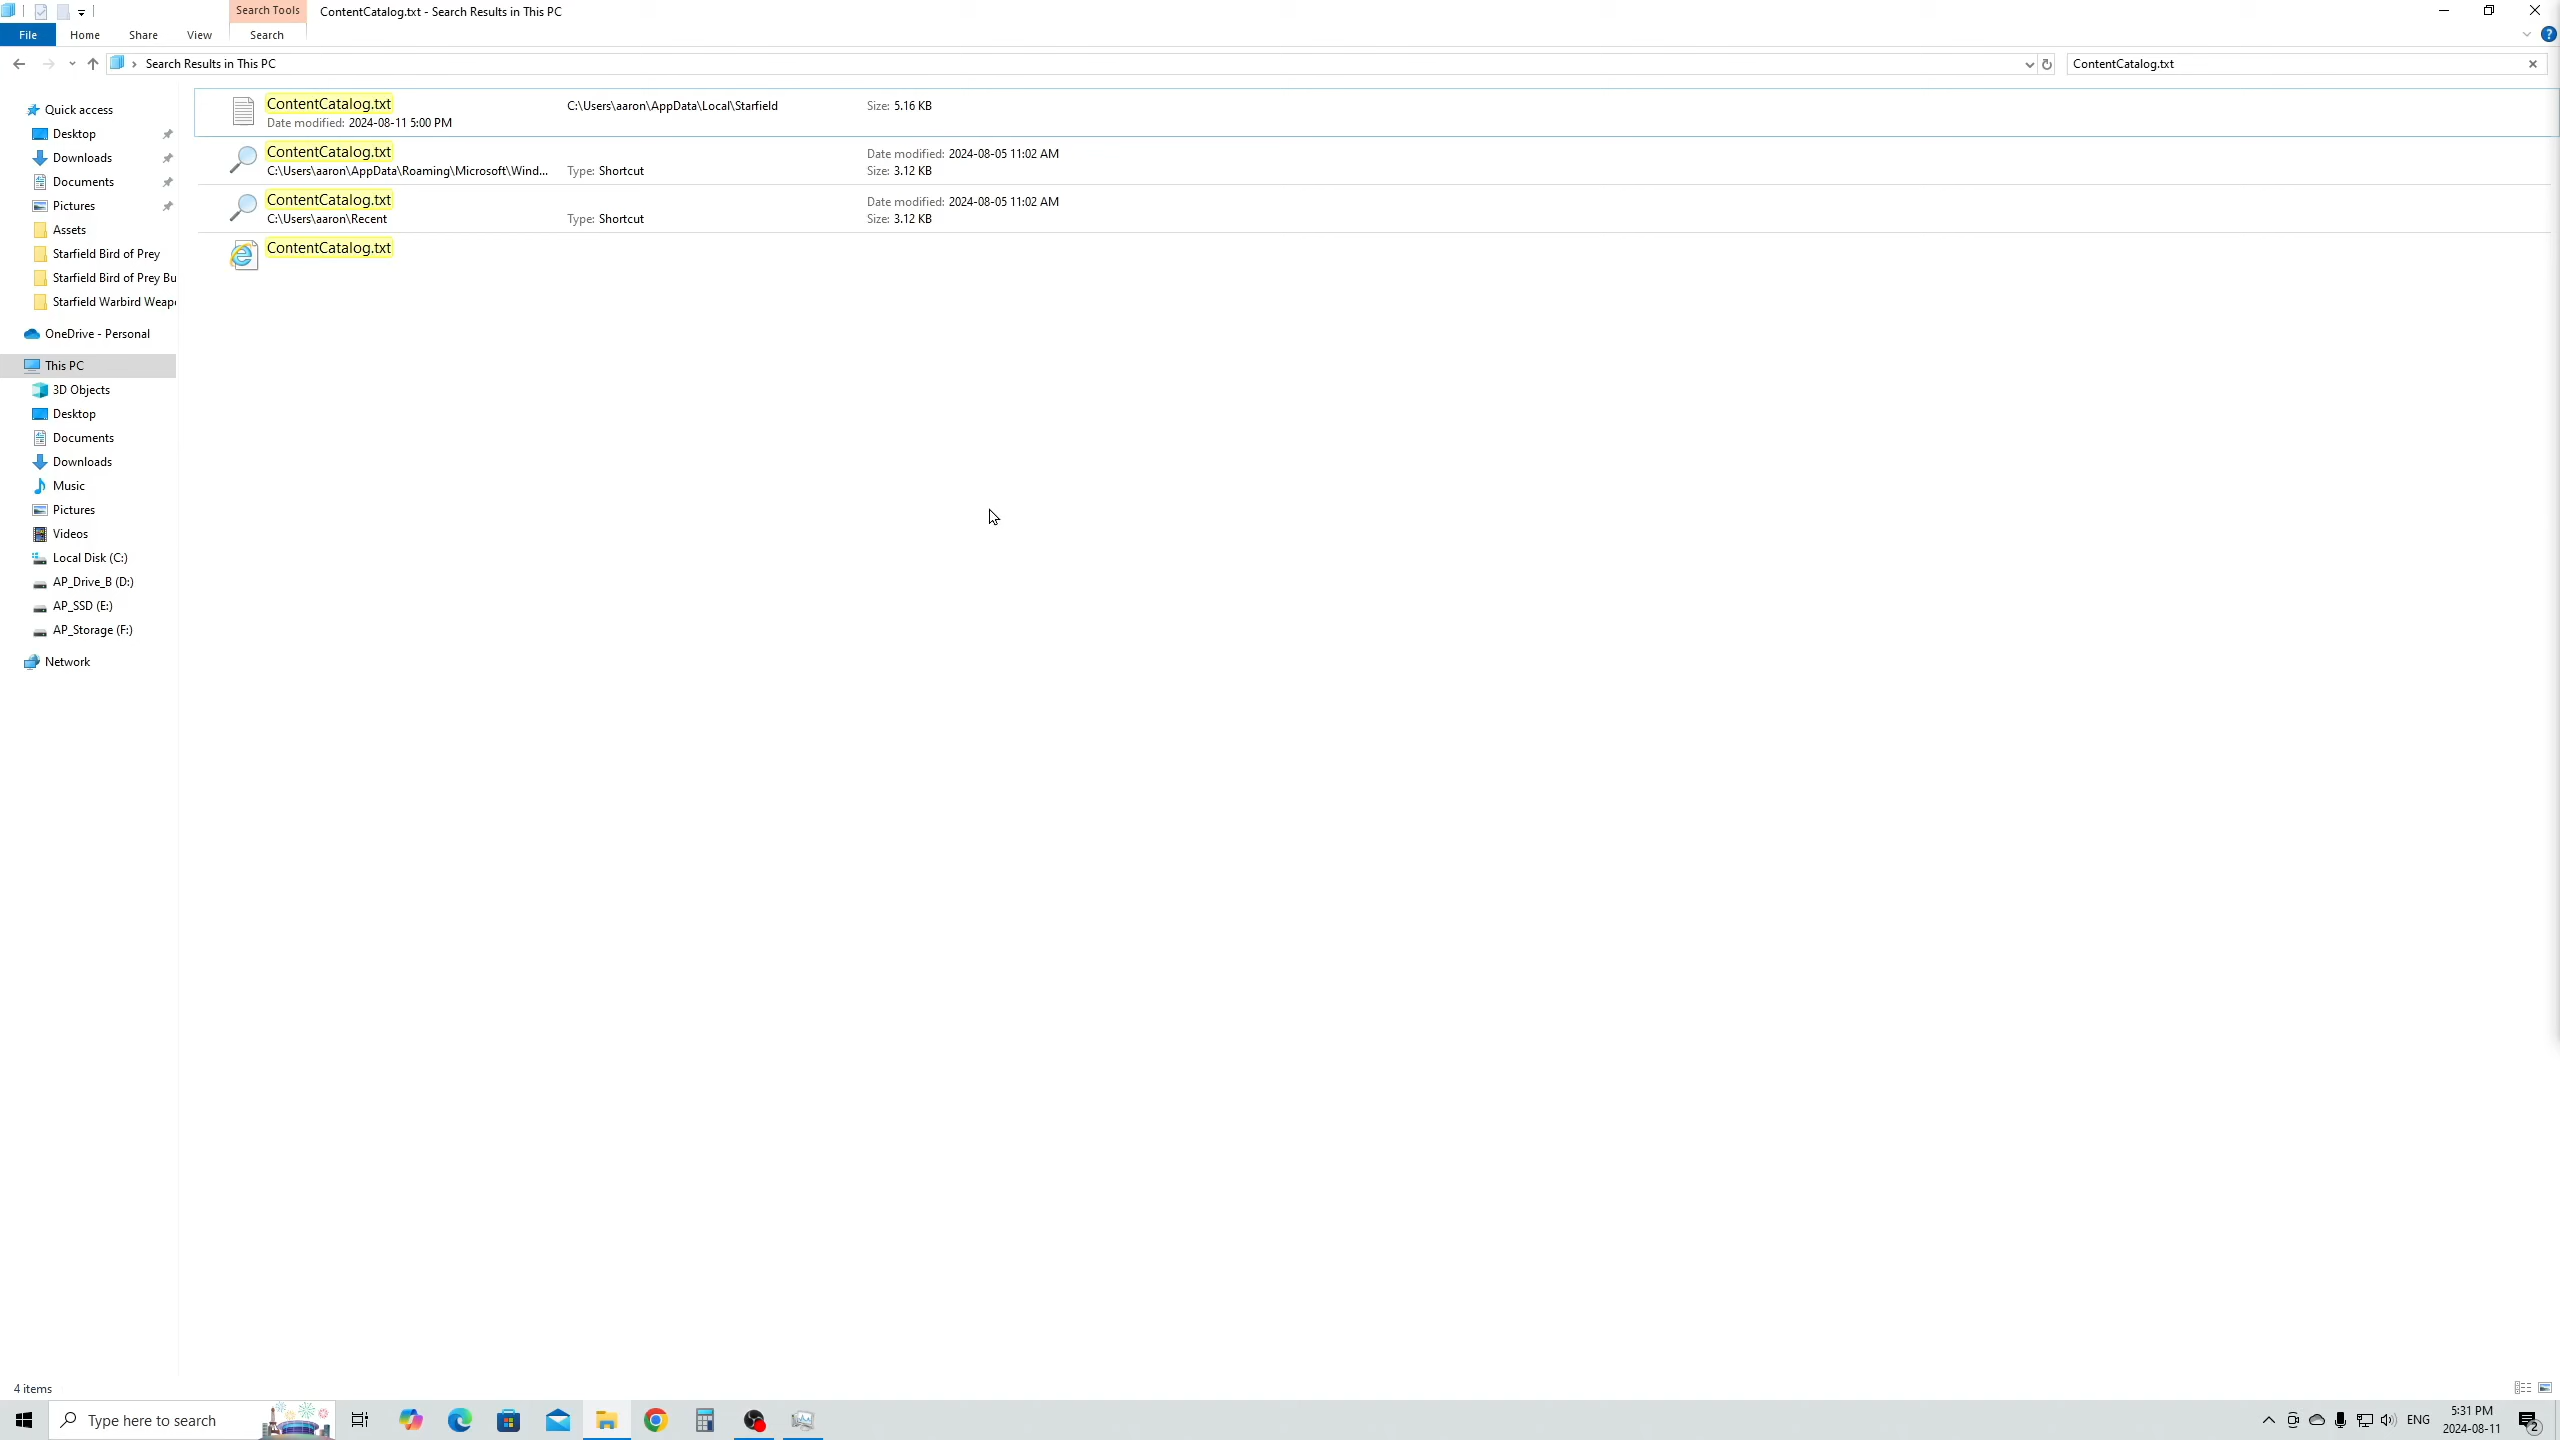 Search Tools
ContentCatalog.txt - Search Results in This PC
File
Home
Share
View
Search
Search Results in This PC
ContentCatalog.txt
Quick access
Desktop
Downloads
Documents
Pictures
Assets
Starfield Bird of Prey
Starfield Bird of Prey Bu
Starfield Warbird Weap
OneDrive - Personal
This PC
3D Objects
Desktop
Documents
Downloads
Music
Pictures
Videos
Local Disk (C:)
AP_Drive_B (D:)
AP_SSD (E:)
AP_Storage (F:)
Network
ContentCatalog.txt
C:\Users\aaron\AppData\Local\Starfield
Size: 5.16 KB
Date modified: 2024-08-11 5:00 PM
ContentCatalog.txt
Date modified: 2024-08-05 11:02 AM
C:\Users\aaron\AppData\Roaming\Microsoft\Wind...
Type: Shortcut
Size: 3.12 KB
ContentCatalog.txt
Date modified: 2024-08-05 11:02 AM
C:\Users\aaron\Recent
Type: Shortcut
Size: 3.12 KB
ContentCatalog.txt
4 items
Type here to search
ENG
5:31 PM
2024-08-11
2